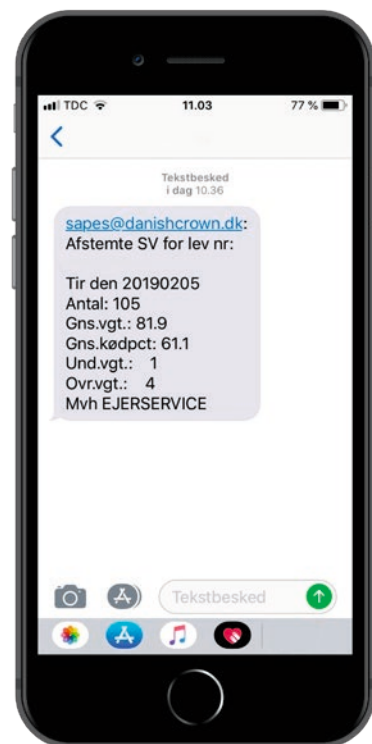 TDC 11.03 77 %
Tekstbesked
i dag 10.36
sapes@danishcrown.dk:
Afstemte SV for lev nr:
Tir den 20190205
Antal: 105
Gns.vgt.: 81.9
Gns.kødpct: 61.1
Und.vgt.: 1
Ovr.vgt.: 4
Mvh EJERSERVICE
Tekstbesked